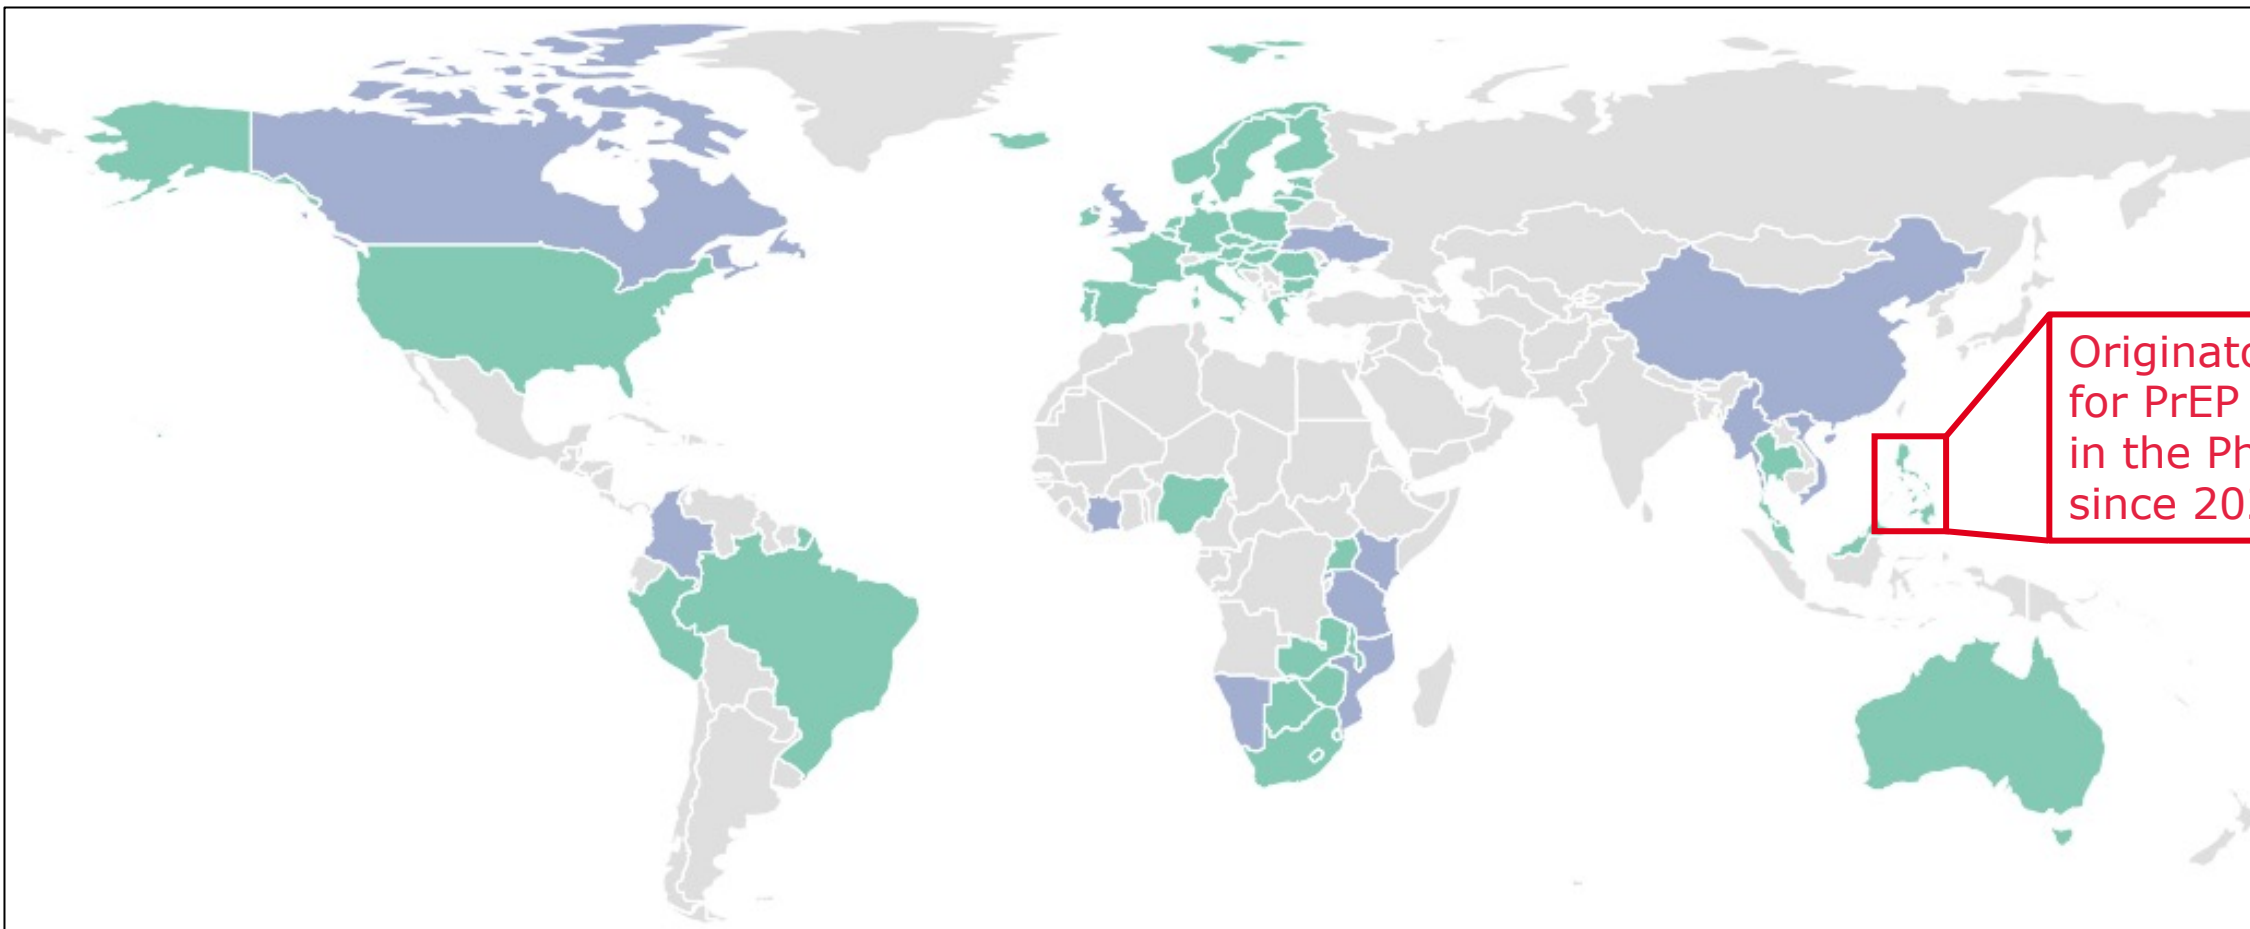 Originato
for PrEP
in the Ph
since 20